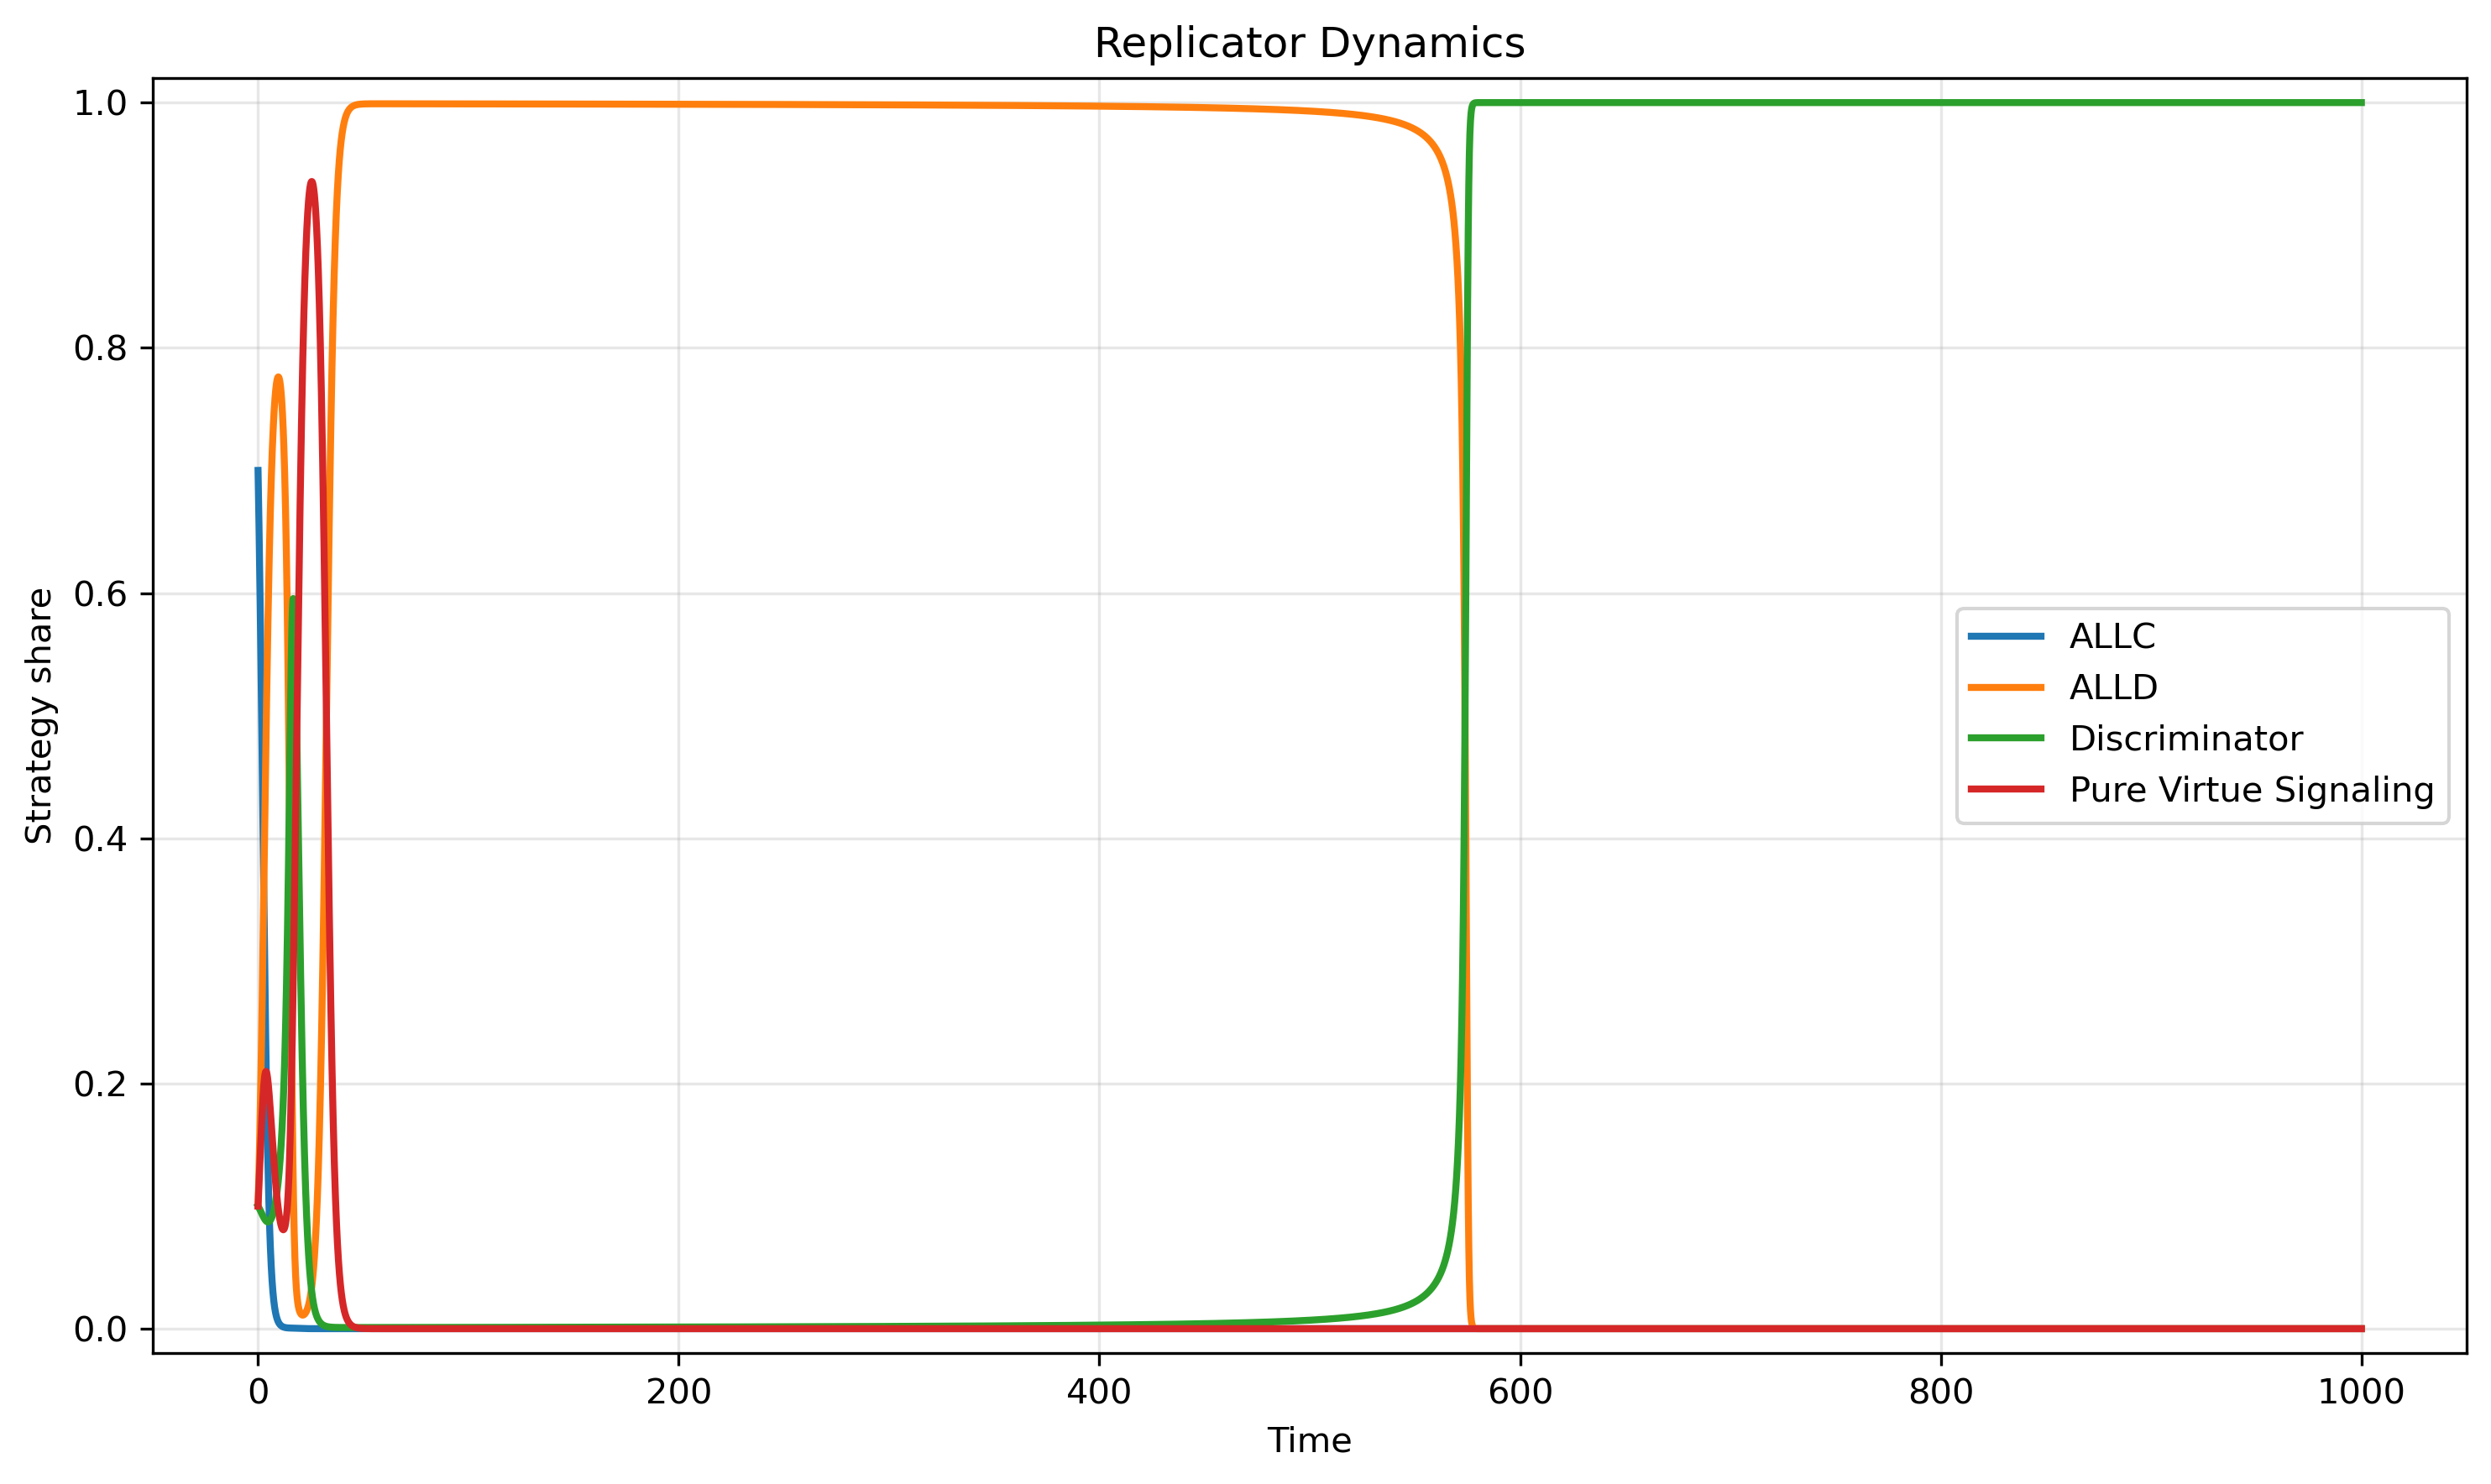 Replicator Dynamics
Strategy share
1.0
0.8
0.6
0.4
0.2
0.0
ALLC
ALLD
Discriminator
Pure Virtue Signaling
0
200
400
600
800
1000
Time